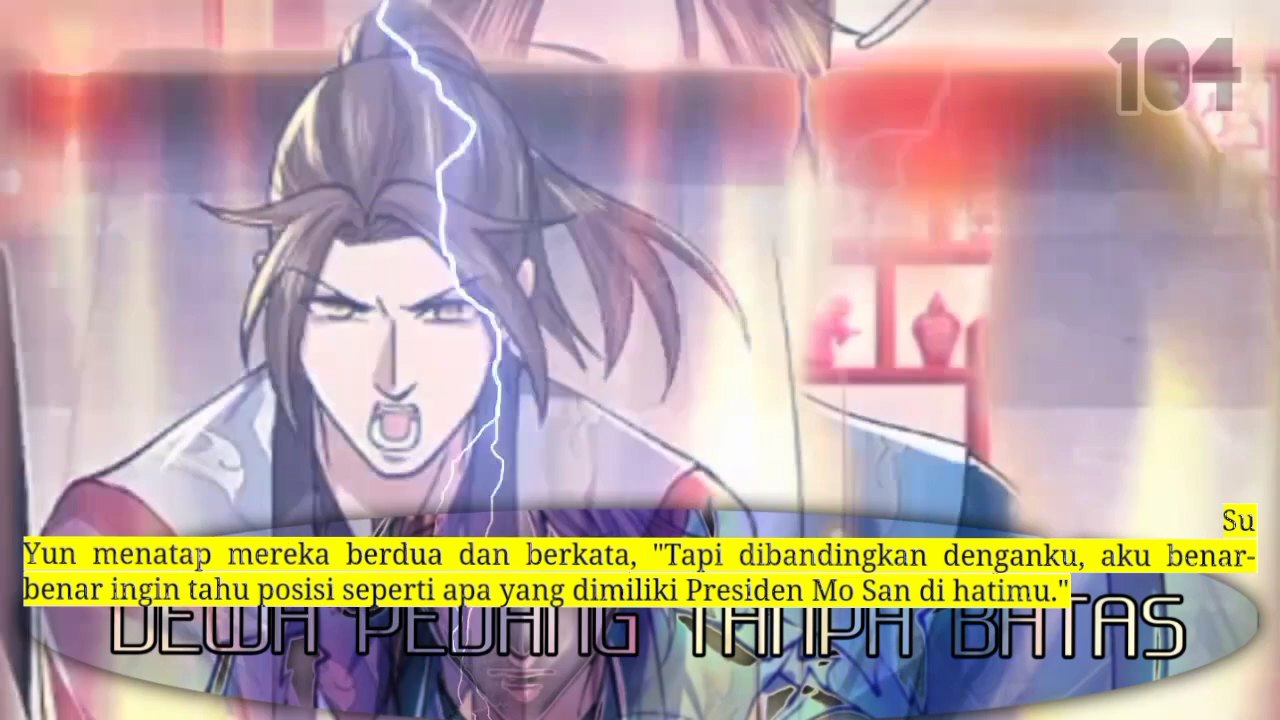 104
Su
Yun menatap mereka berdua dan berkata, "Tapi dibandingkan denganku, aku benar-
benar ingin tahu posisi seperti apa yang dimiliki Presiden Mo San di hatimu."
DEWA PEDANG TANPA BATAS